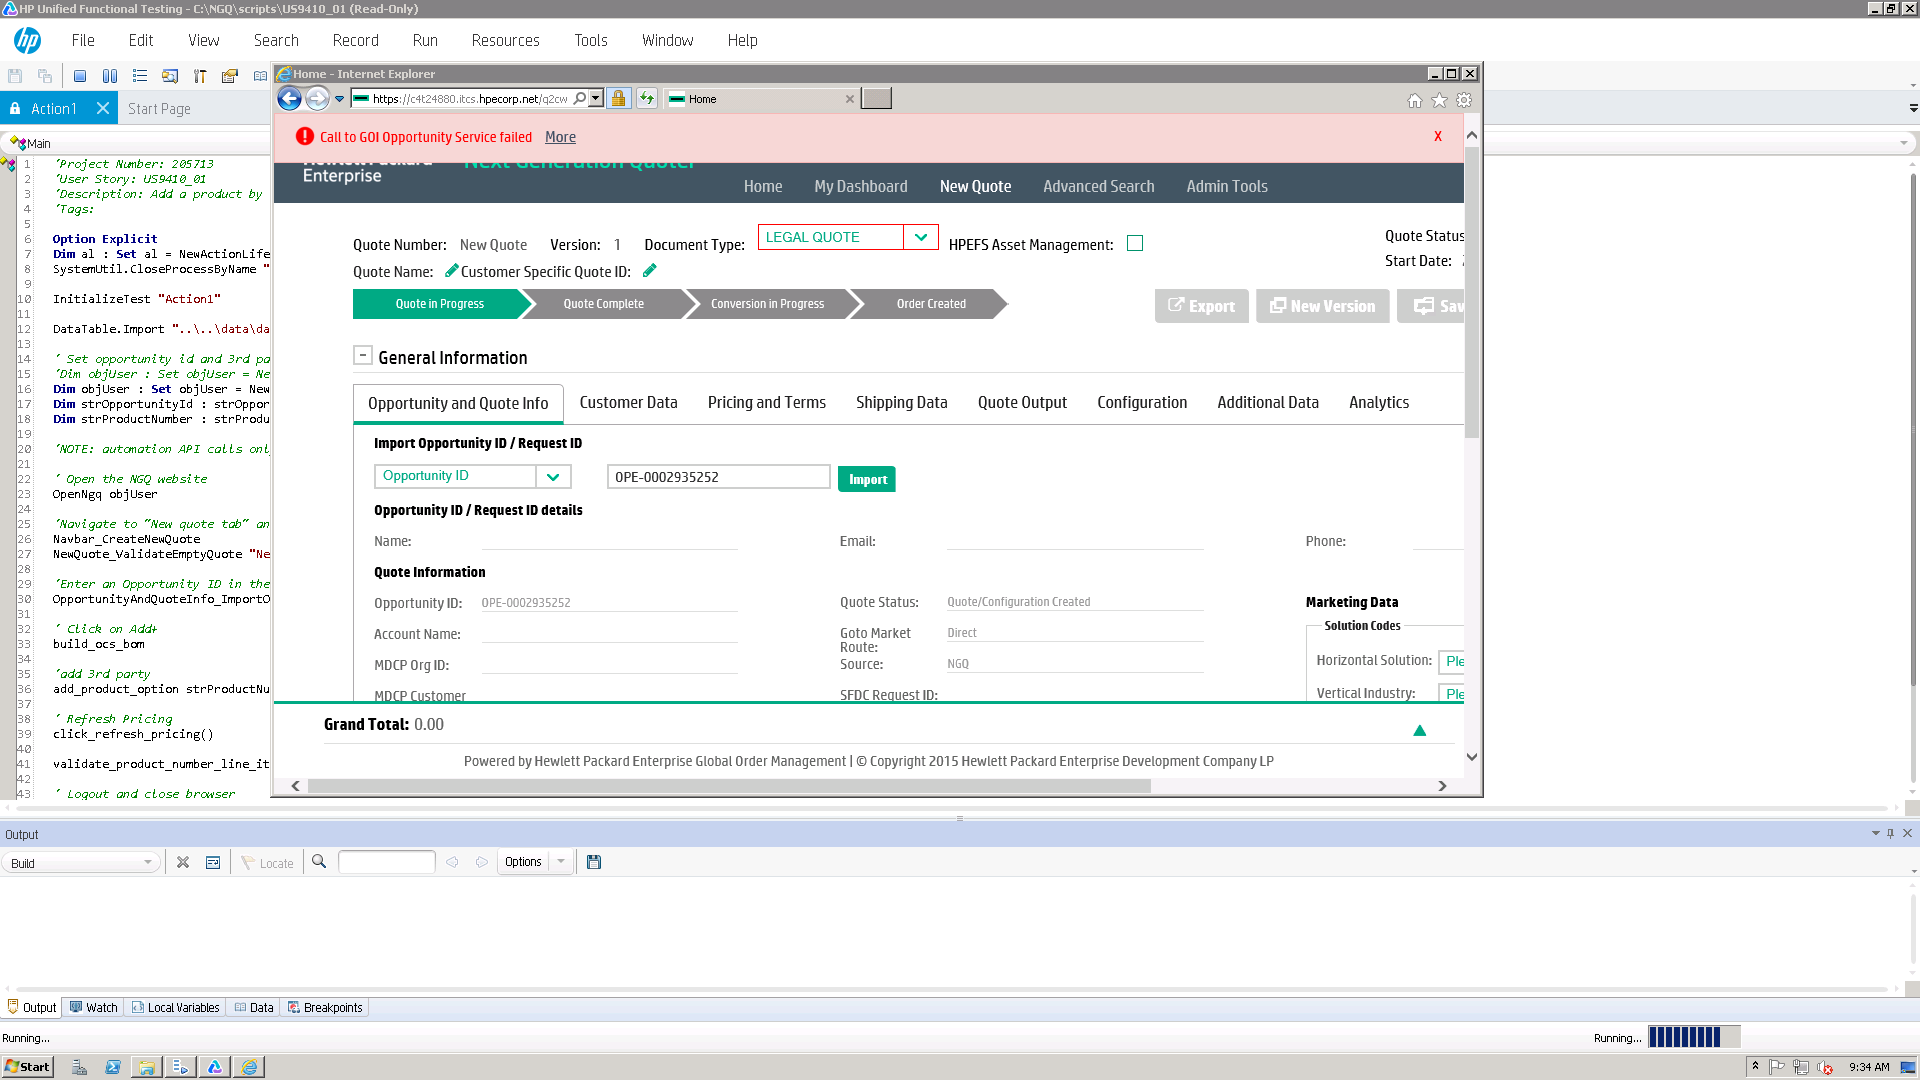 HP Unified Functional Testing - C:\NGQ\scripts\US9410_01 (Read-Only)
File Edit View Search Record Run Resources Tools Window Help
Action1 Start Page
Main
Home - Internet Explorer
https://c4t24880.itcs.hpecorp.net/q2cw Home
Call to GOI Opportunity Service failed More X
Enterprise Next Generation Quoter
Home My Dashboard New Quote Advanced Search Admin Tools
Quote Number: New Quote Version: 1 Document Type: LEGAL QUOTE HPEFS Asset Management: Quote Status
Quote Name: Customer Specific Quote ID: Start Date:
Quote in Progress Quote Complete Conversion in Progress Order Created Export New Version Sav
General Information
Opportunity and Quote Info Customer Data Pricing and Terms Shipping Data Quote Output Configuration Additional Data Analytics
Import Opportunity ID / Request ID
Opportunity ID OPE-0002935252 Import
Opportunity ID / Request ID details
Name: Email: Phone:
Quote Information
Opportunity ID: OPE-0002935252 Quote Status: Quote/Configuration Created Marketing Data
Solution Codes
Account Name: Goto Market Route: Direct
MDCP Org ID: Source: NGQ Horizontal Solution: Ple
MDCP Customer SFDC Request ID: Vertical Industry: Ple
Grand Total: 0.00
Powered by Hewlett Packard Enterprise Global Order Management | © Copyright 2015 Hewlett Packard Enterprise Development Company LP
1 'Project Number: 205713
2 'User Story: US9410_01
3 'Description: Add a product by
4 'Tags:
5
6 Option Explicit
7 Dim al : Set al = NewActionLife
8 SystemUtil.CloseProcessByName "
9
10 InitializeTest "Action1"
11
12 DataTable.Import "..\..\data\da
13
14 ' Set opportunity id and 3rd pa
15 'Dim objUser : Set objUser = Ne
16 Dim objUser : Set objUser = New
17 Dim strOpportunityId : strOppor
18 Dim strProductNumber : strProdu
19
20 'NOTE: automation API calls onl
21
22 ' Open the NGQ website
23 OpenNgq objUser
24
25 'Navigate to "New quote tab" an
26 Navbar_CreateNewQuote
27 NewQuote_ValidateEmptyQuote "Ne
28
29 'Enter an Opportunity ID in the
30 OpportunityAndQuoteInfo_ImportO
31
32 ' Click on Add+
33 build_ocs_bom
34
35 'add 3rd party
36 add_product_option strProductNu
37
38 ' Refresh Pricing
39 click_refresh_pricing()
40
41 validate_product_number_line_it
42
43 ' Logout and close browser
Output
Build Locate Options
Output Watch Local Variables Data Breakpoints
Running... Running...
Start 9:34 AM